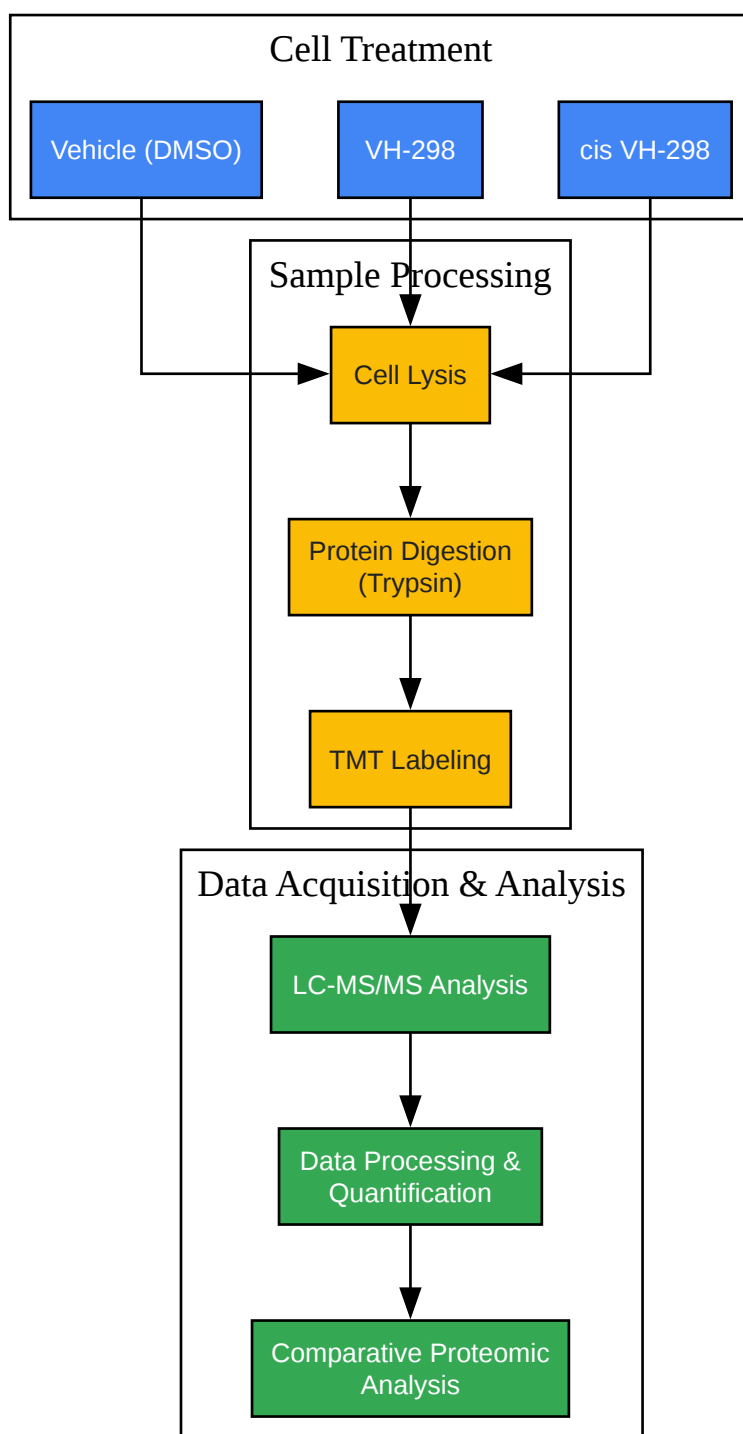 Cell Treatment
Vehicle (DMSO)
VH-298
cis VH-298
Sample Processing
Cell Lysis
Protein Digestion
(Trypsin)
TMT Labeling
Data Acquisition & Analysis
LC-MS/MS Analysis
Data Processing &
Quantification
Comparative Proteomic
Analysis